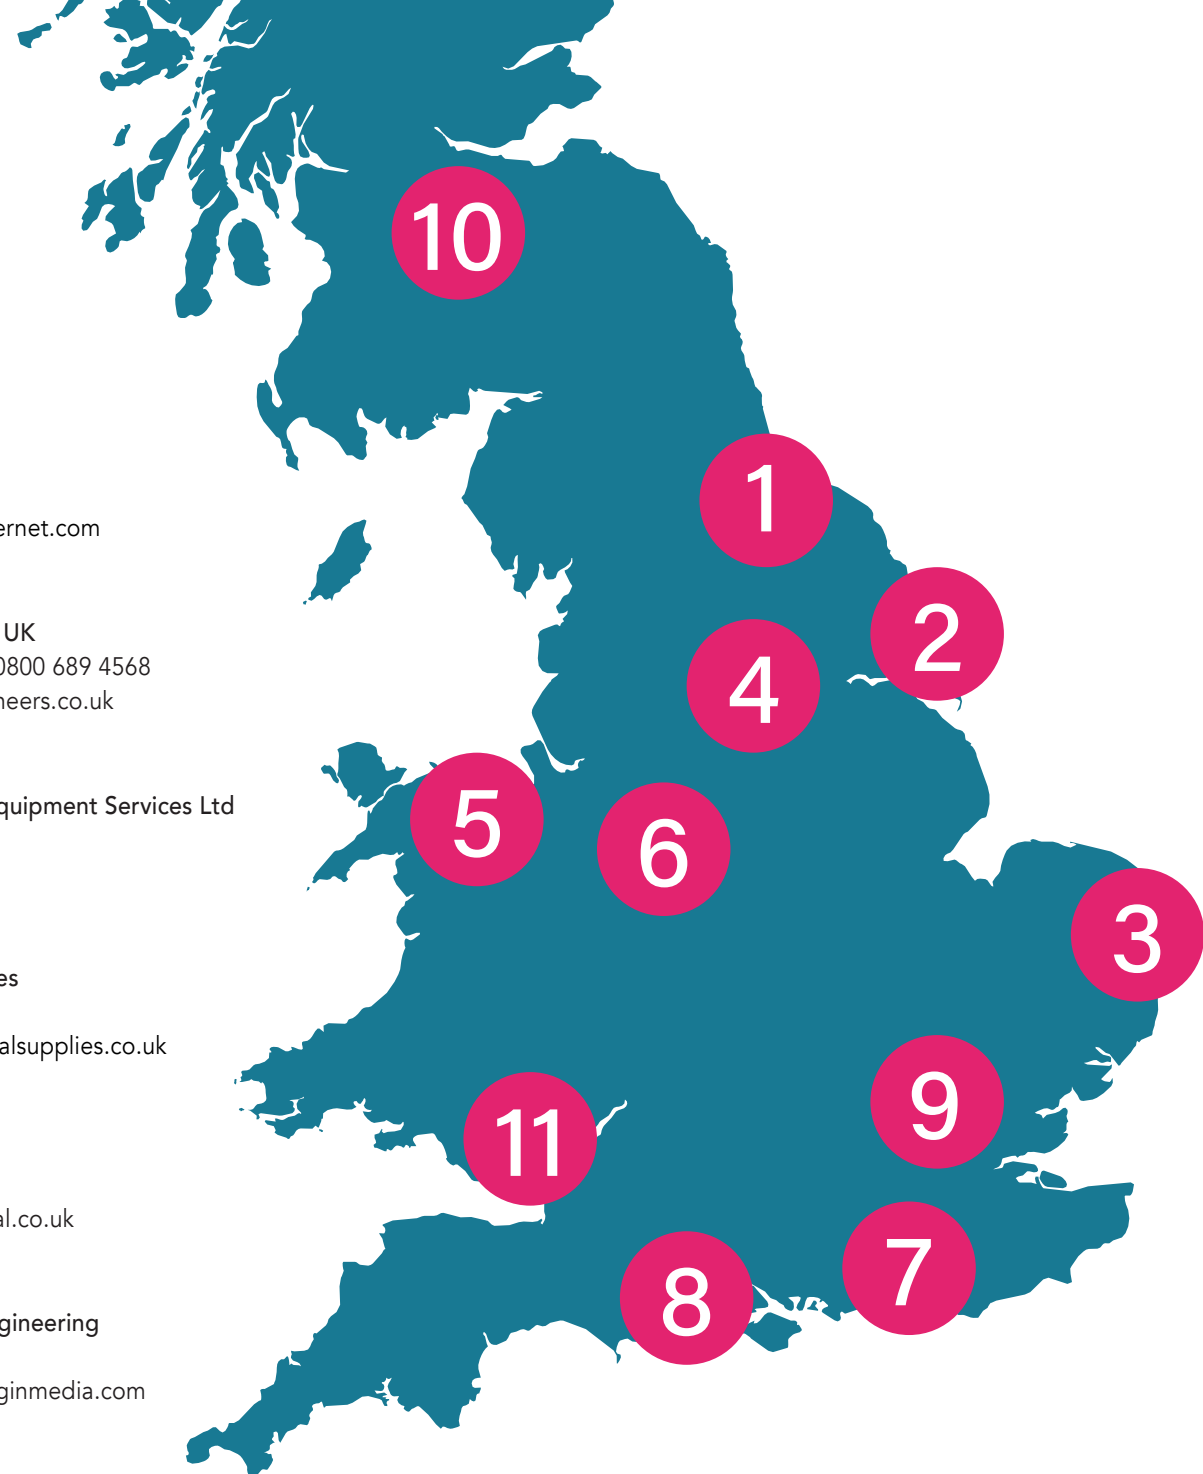 10
1
ernet.com
2
UK
0800 689 4568
4
neers.co.uk
5
quipment Services Ltd
6
3
es
alsupplies.co.uk
9
11
al.co.uk
7
8
gineering
ginmedia.com